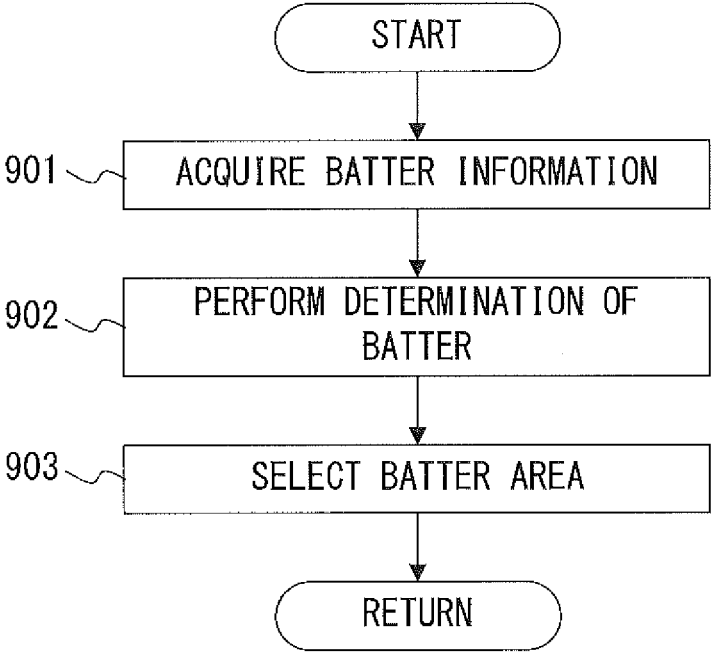 START
901
ACQUIRE BATTER INFORMATION
902
PERFORM DETERMINATION OF
BATTER
903
SELECT BATTER AREA
RETURN